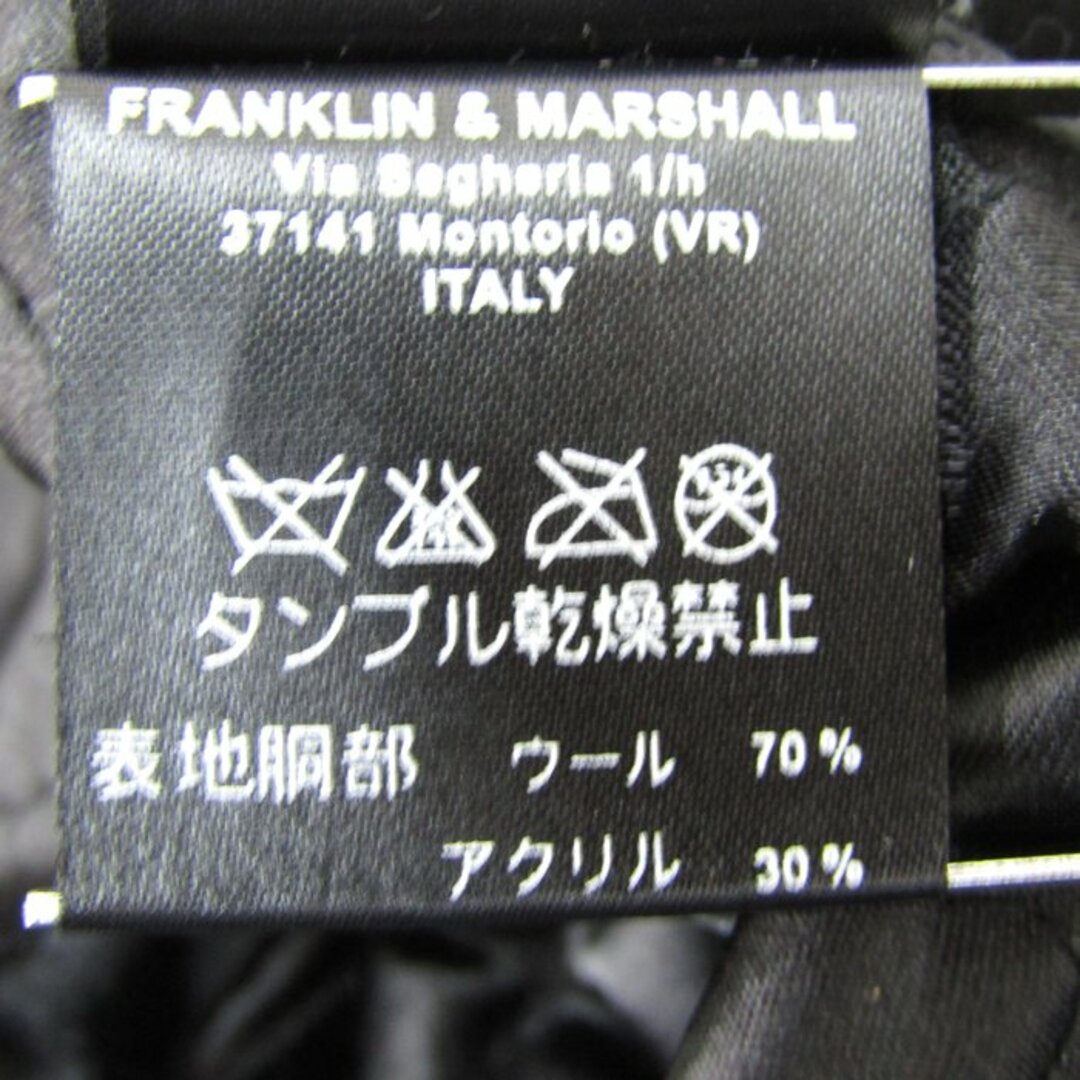 FRANKLIN & MARSHALL
Via Segheria 1/h
37141 Montorio (VR)
ITALY
タンブル乾燥禁止
表地胴部 ウール 70%
アクリル 30%